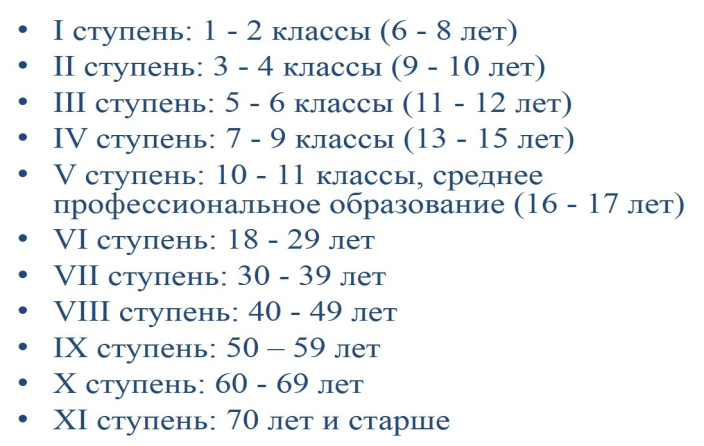 • I ступень: 1 - 2 классы (6 - 8 лет)
• II ступень: 3 - 4 классы (9 - 10 лет)
• III ступень: 5 - 6 классы (11 - 12 лет)
• IV ступень: 7 - 9 классы (13 - 15 лет)
• V ступень: 10 - 11 классы, среднее
профессиональное образование (16 - 17 лет)
• VI ступень: 18 - 29 лет
• VII ступень: 30 - 39 лет
• VIII ступень: 40 - 49 лет
• IX ступень: 50 – 59 лет
• X ступень: 60 - 69 лет
• XI ступень: 70 лет и старше